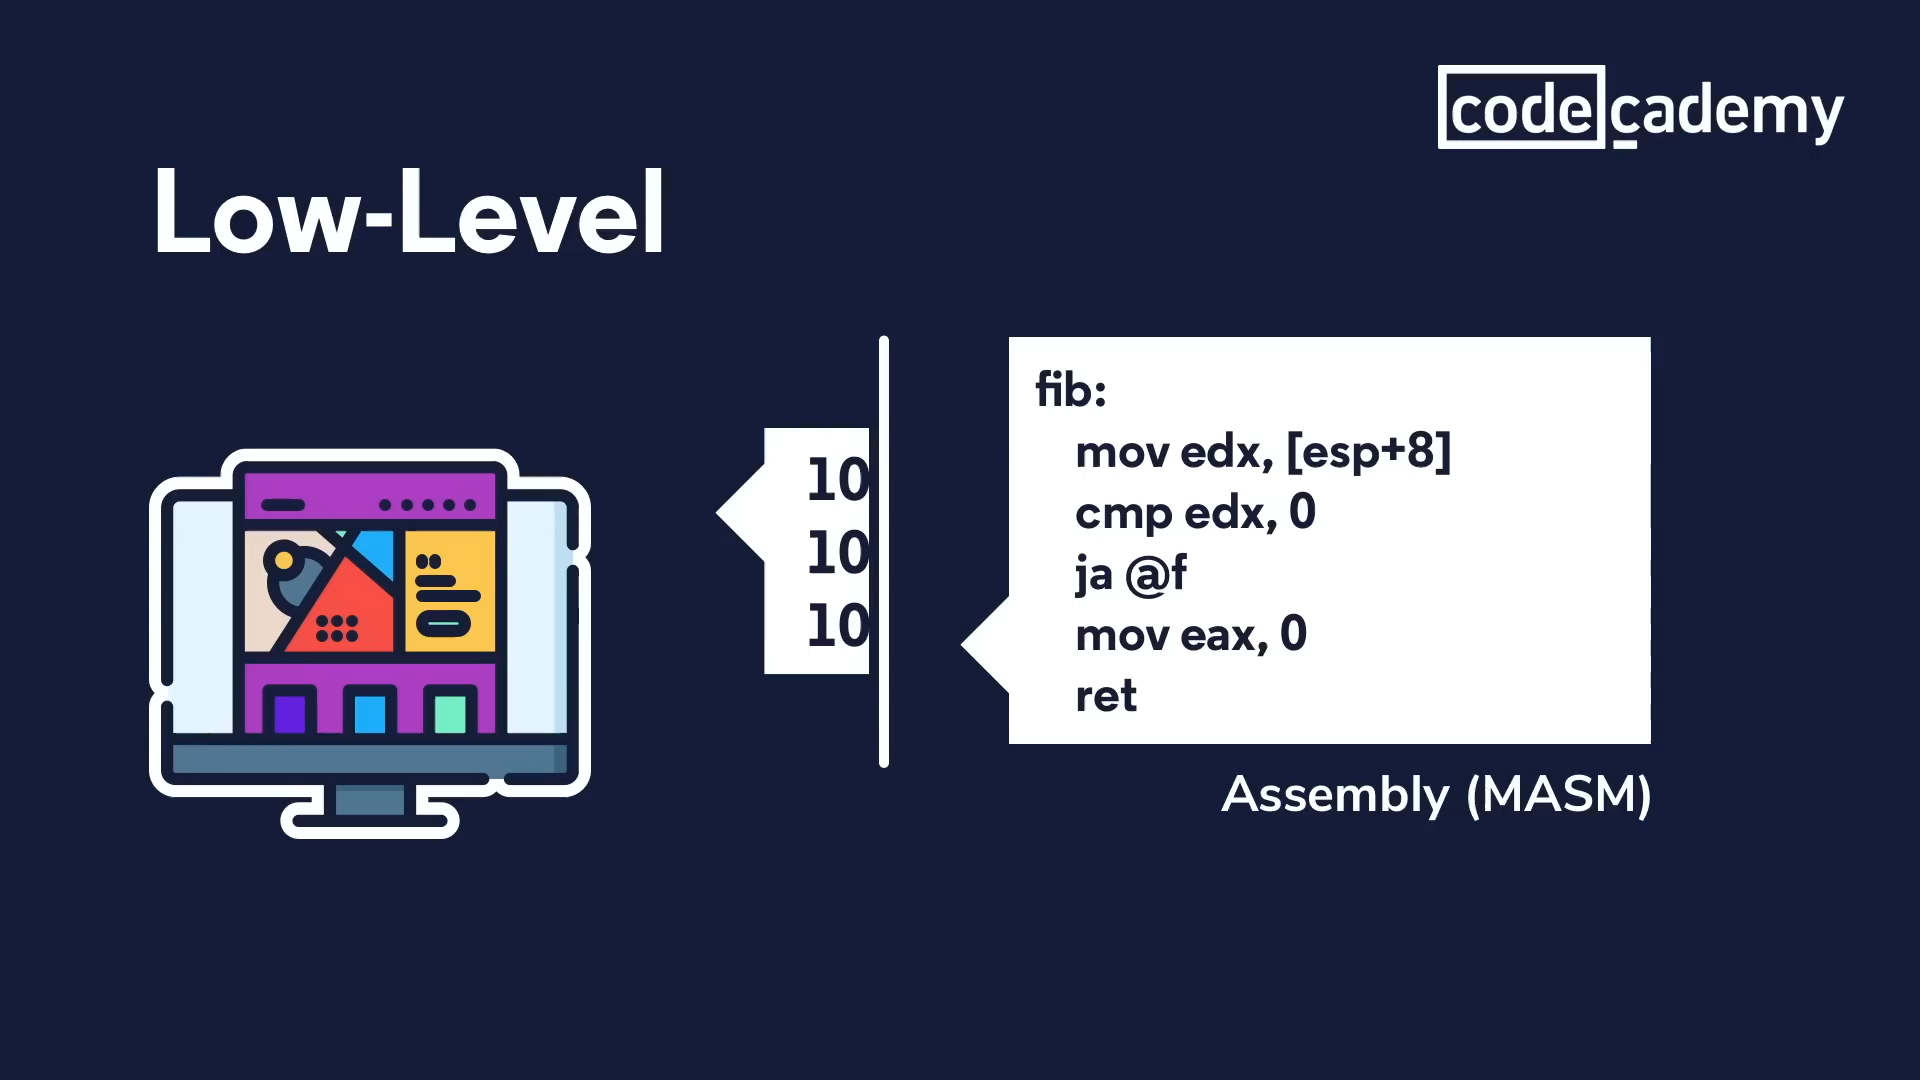 codecademy
Low-Level
10
10
10
fib:
mov edx, [esp+8]
cmp edx, 0
ja @f
mov eax, 0
ret
Assembly (MASM)